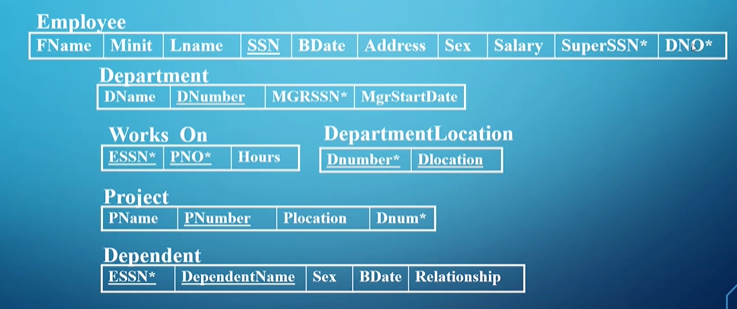 Employee
FName Minit Lname SSN BDate Address Sex Salary SuperSSN* DNO*
Department
DName DNumber MGRSSN* MgrStartDate
Works On DepartmentLocation
ESSN* PNO* Hours Dnumber* Dlocation
Project
PName PNumber Plocation Dnum*
Dependent
ESSN* DependentName Sex BDate Relationship